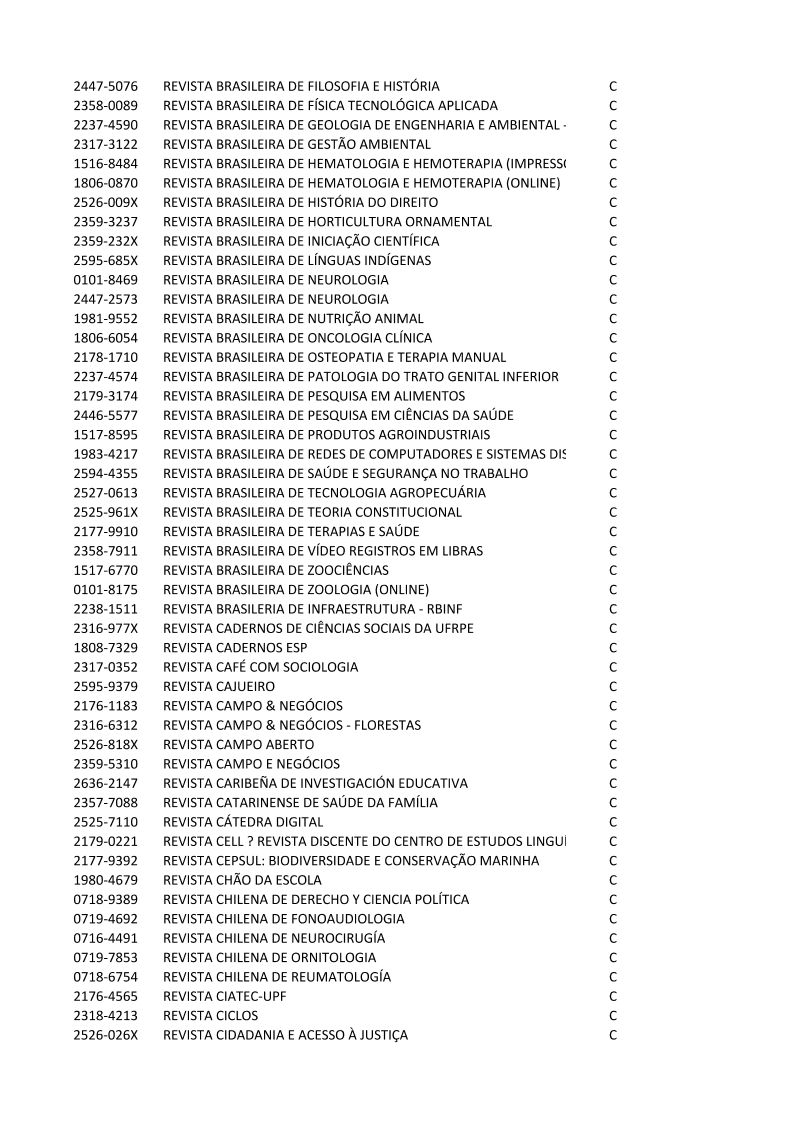 2447-5076 REVISTA BRASILEIRA DE FILOSOFIA E HISTÓRIA C
2358-0089 REVISTA BRASILEIRA DE FÍSICA TECNOLÓGICA APLICADA C
2237-4590 REVISTA BRASILEIRA DE GEOLOGIA DE ENGENHARIA E AMBIENTAL - C
2317-3122 REVISTA BRASILEIRA DE GESTÃO AMBIENTAL C
1516-8484 REVISTA BRASILEIRA DE HEMATOLOGIA E HEMOTERAPIA (IMPRESSO C
1806-0870 REVISTA BRASILEIRA DE HEMATOLOGIA E HEMOTERAPIA (ONLINE) C
2526-009X REVISTA BRASILEIRA DE HISTÓRIA DO DIREITO C
2359-3237 REVISTA BRASILEIRA DE HORTICULTURA ORNAMENTAL C
2359-232X REVISTA BRASILEIRA DE INICIAÇÃO CIENTÍFICA C
2595-685X REVISTA BRASILEIRA DE LÍNGUAS INDÍGENAS C
0101-8469 REVISTA BRASILEIRA DE NEUROLOGIA C
2447-2573 REVISTA BRASILEIRA DE NEUROLOGIA C
1981-9552 REVISTA BRASILEIRA DE NUTRIÇÃO ANIMAL C
1806-6054 REVISTA BRASILEIRA DE ONCOLOGIA CLÍNICA C
2178-1710 REVISTA BRASILEIRA DE OSTEOPATIA E TERAPIA MANUAL C
2237-4574 REVISTA BRASILEIRA DE PATOLOGIA DO TRATO GENITAL INFERIOR C
2179-3174 REVISTA BRASILEIRA DE PESQUISA EM ALIMENTOS C
2446-5577 REVISTA BRASILEIRA DE PESQUISA EM CIÊNCIAS DA SAÚDE C
1517-8595 REVISTA BRASILEIRA DE PRODUTOS AGROINDUSTRIAIS C
1983-4217 REVISTA BRASILEIRA DE REDES DE COMPUTADORES E SISTEMAS DIS C
2594-4355 REVISTA BRASILEIRA DE SAÚDE E SEGURANÇA NO TRABALHO C
2527-0613 REVISTA BRASILEIRA DE TECNOLOGIA AGROPECUÁRIA C
2525-961X REVISTA BRASILEIRA DE TEORIA CONSTITUCIONAL C
2177-9910 REVISTA BRASILEIRA DE TERAPIAS E SAÚDE C
2358-7911 REVISTA BRASILEIRA DE VÍDEO REGISTROS EM LIBRAS C
1517-6770 REVISTA BRASILEIRA DE ZOOCIÊNCIAS C
0101-8175 REVISTA BRASILEIRA DE ZOOLOGIA (ONLINE) C
2238-1511 REVISTA BRASILERIA DE INFRAESTRUTURA - RBINF C
2316-977X REVISTA CADERNOS DE CIÊNCIAS SOCIAIS DA UFRPE C
1808-7329 REVISTA CADERNOS ESP C
2317-0352 REVISTA CAFÉ COM SOCIOLOGIA C
2595-9379 REVISTA CAJUEIRO C
2176-1183 REVISTA CAMPO & NEGÓCIOS C
2316-6312 REVISTA CAMPO & NEGÓCIOS - FLORESTAS C
2526-818X REVISTA CAMPO ABERTO C
2359-5310 REVISTA CAMPO E NEGÓCIOS C
2636-2147 REVISTA CARIBEÑA DE INVESTIGACIÓN EDUCATIVA C
2357-7088 REVISTA CATARINENSE DE SAÚDE DA FAMÍLIA C
2525-7110 REVISTA CÁTEDRA DIGITAL C
2179-0221 REVISTA CELL ? REVISTA DISCENTE DO CENTRO DE ESTUDOS LINGUÍ C
2177-9392 REVISTA CEPSUL: BIODIVERSIDADE E CONSERVAÇÃO MARINHA C
1980-4679 REVISTA CHÃO DA ESCOLA C
0718-9389 REVISTA CHILENA DE DERECHO Y CIENCIA POLÍTICA C
0719-4692 REVISTA CHILENA DE FONOAUDIOLOGIA C
0716-4491 REVISTA CHILENA DE NEUROCIRUGÍA C
0719-7853 REVISTA CHILENA DE ORNITOLOGIA C
0718-6754 REVISTA CHILENA DE REUMATOLOGÍA C
2176-4565 REVISTA CIATEC-UPF C
2318-4213 REVISTA CICLOS C
2526-026X REVISTA CIDADANIA E ACESSO À JUSTIÇA C